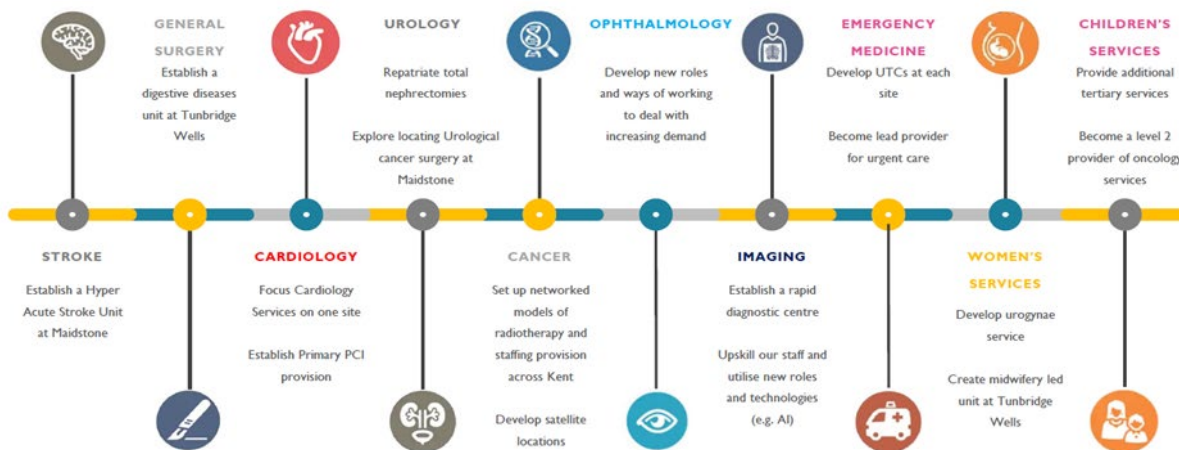 GENERAL
SURGERY
Establish a
digestive diseases
unit at Tunbridge
Wells
UROLOGY
Repatriate total
nephrectomies
Explore locating Urological
cancer surgery at
Maidstone
OPHTHALMOLOGY
Develop new roles
and ways of working
to deal with
increasing demand
EMERGENCY
MEDICINE
Develop UTCs at each
site
Become lead provider
for urgent care
CHILDREN'S
SERVICES
Provide additional
tertiary services
Become a level 2
provider of oncology
services
STROKE
Establish a Hyper
Acute Stroke Unit
at Maidstone
CARDIOLOGY
Focus Cardiology
Services on one site
Establish Primary PCI
provision
CANCER
Set up networked
models of
radiotherapy and
staffing provision
across Kent
Develop satellite
locations
IMAGING
Establish a rapid
diagnostic centre
Upskill our staff and
utilise new roles
and technologies
(e.g. AI)
WOMEN'S
SERVICES
Develop urogynae
service
Create midwifery led
unit at Tunbridge
Wells